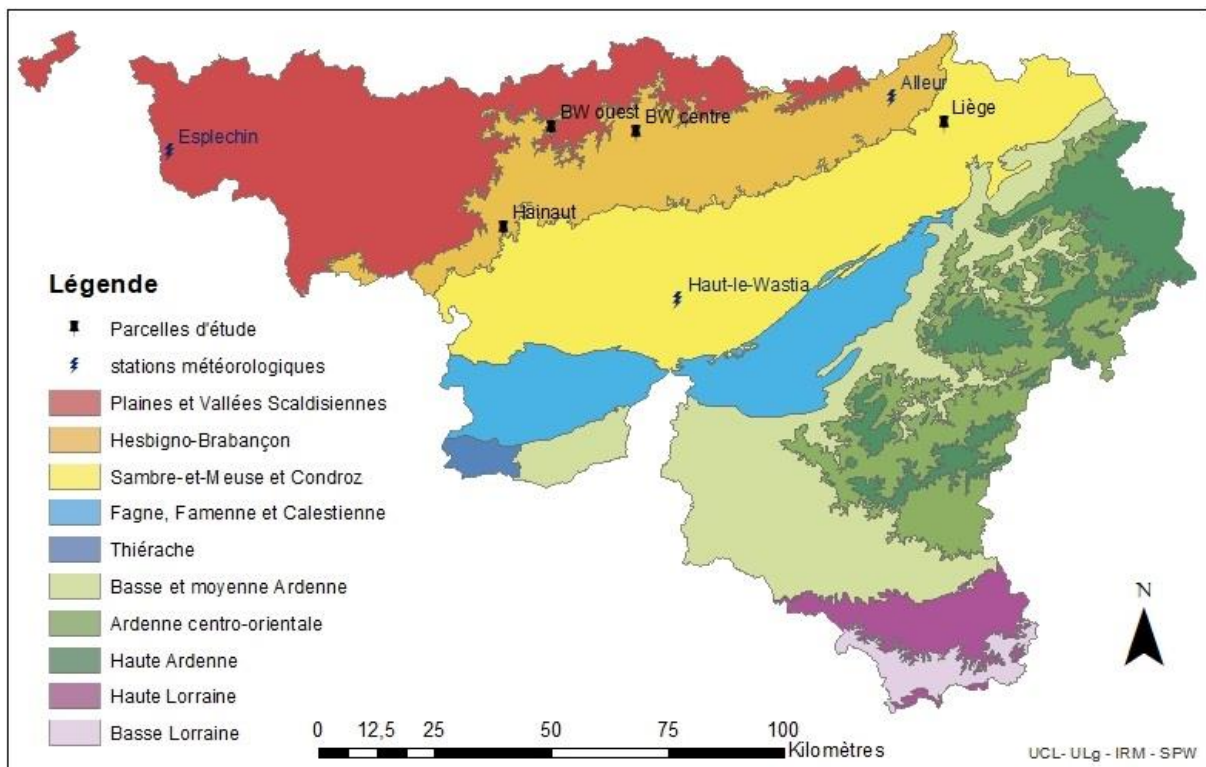 Alleur
Liège
BW ouest
BW centre
Esplechin
Hainaut
Haut-le-Wastia
Légende
Parcelles d'étude
stations météorologiques
Plaines et Vallées Scaldisiennes
Hesbigno-Brabançon
Sambre-et-Meuse et Condroz
Fagne, Famenne et Calestienne
Thiérache
Basse et moyenne Ardenne
Ardenne centro-orientale
Haute Ardenne
Haute Lorraine
Basse Lorraine
N
0 12,5 25 50 75 100
Kilomètres
UCL- ULg - IRM - SPW